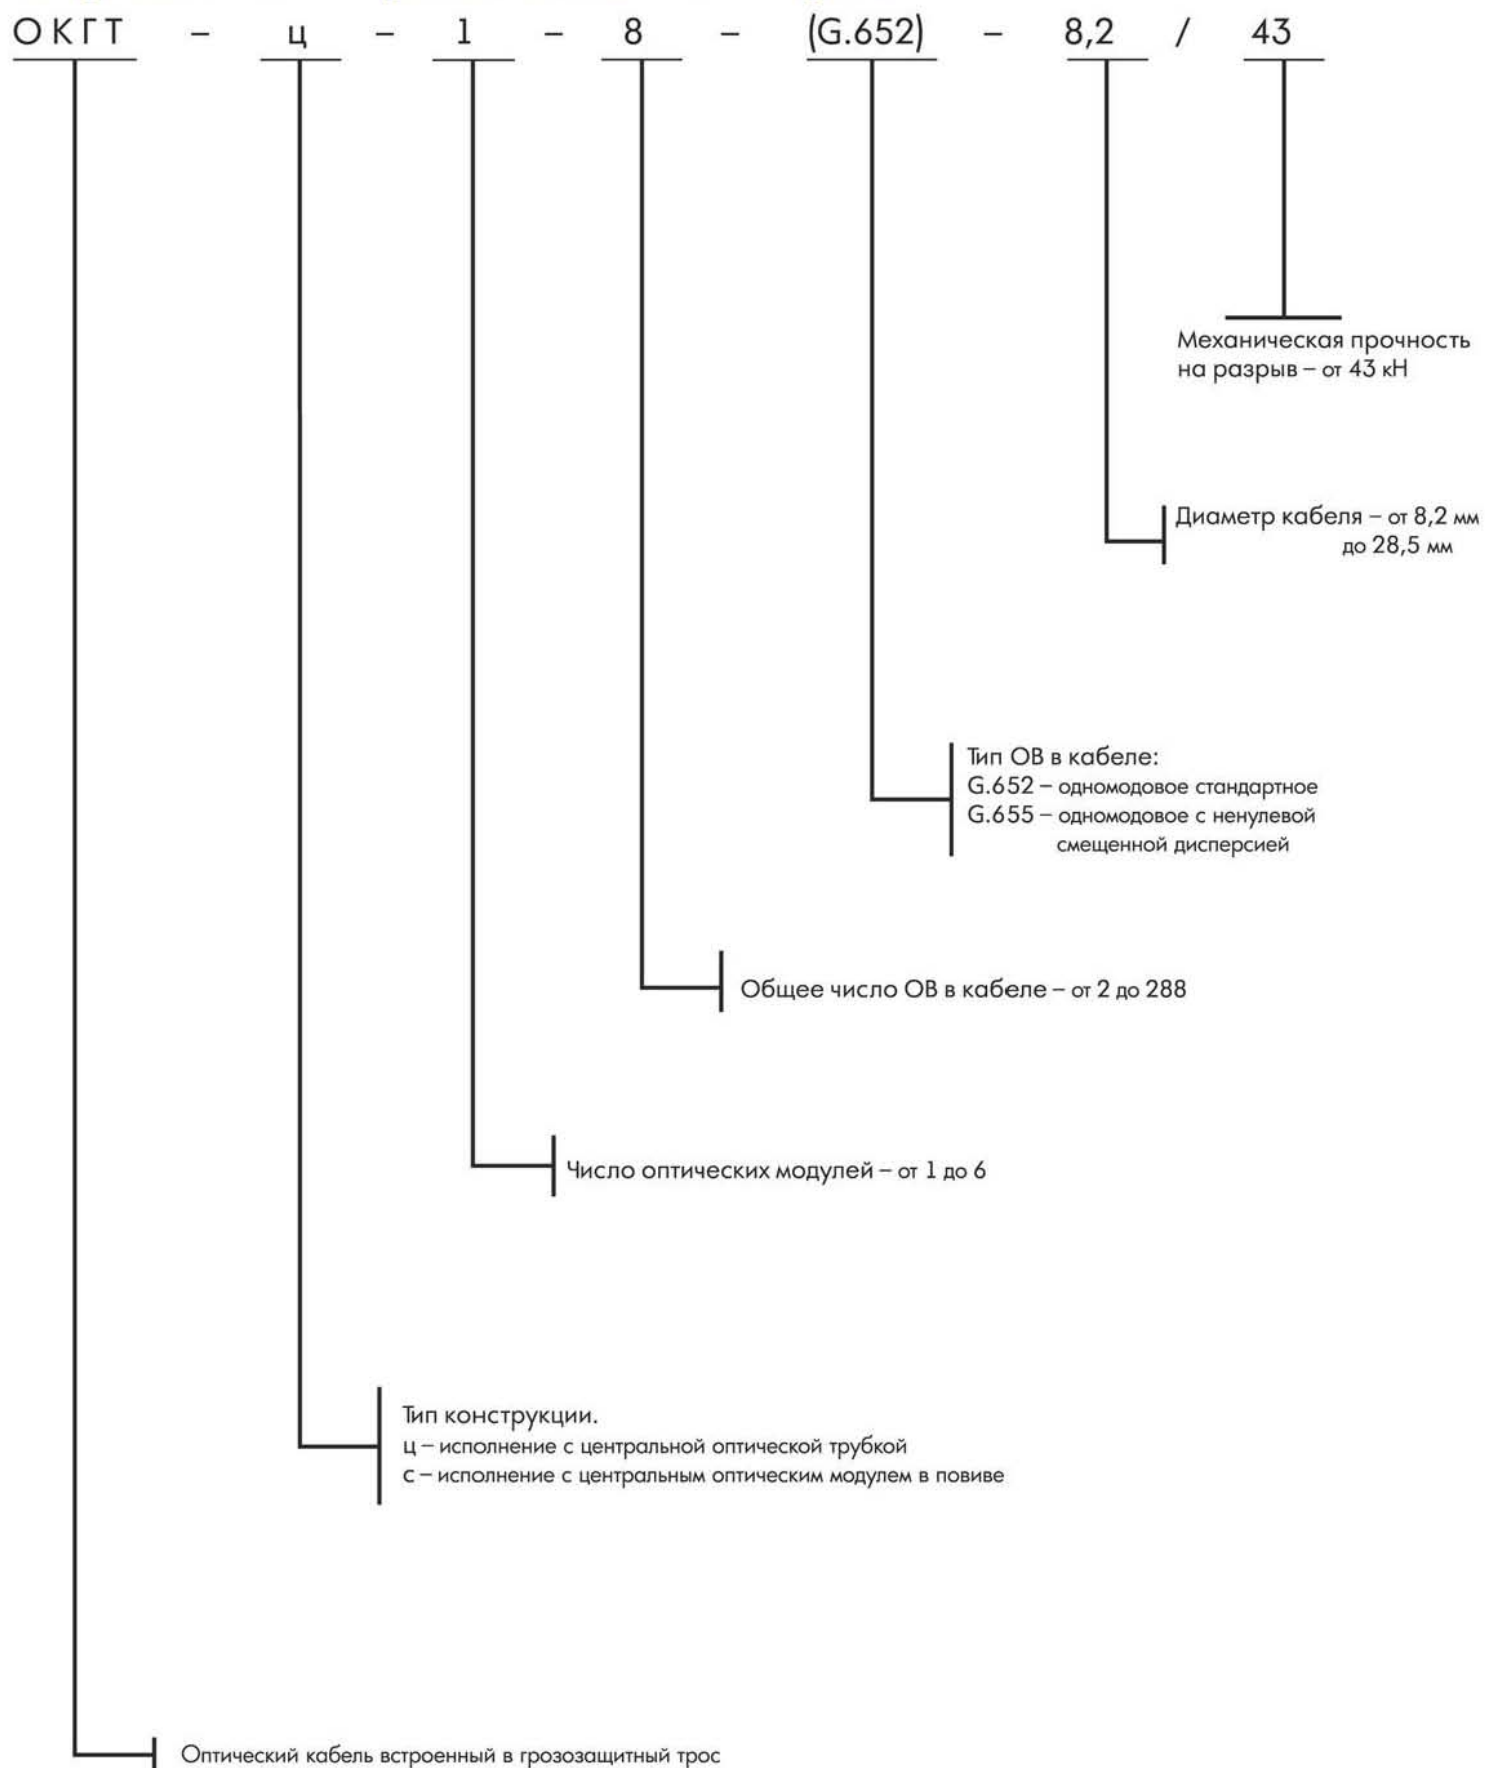 ОКГТ – ц – 1 – 8 – (G.652) – 8,2 / 43
Механическая прочность
на разрыв – от 43 кН
Диаметр кабеля – от 8,2 мм
до 28,5 мм
Тип ОВ в кабеле:
G.652 – одномодовое стандартное
G.655 – одномодовое с ненулевой
смещенной дисперсией
Общее число ОВ в кабеле – от 2 до 288
Число оптических модулей – от 1 до 6
Тип конструкции.
ц – исполнение с центральной оптической трубкой
с – исполнение с центральным оптическим модулем в повиве
Оптический кабель встроенный в грозозащитный трос